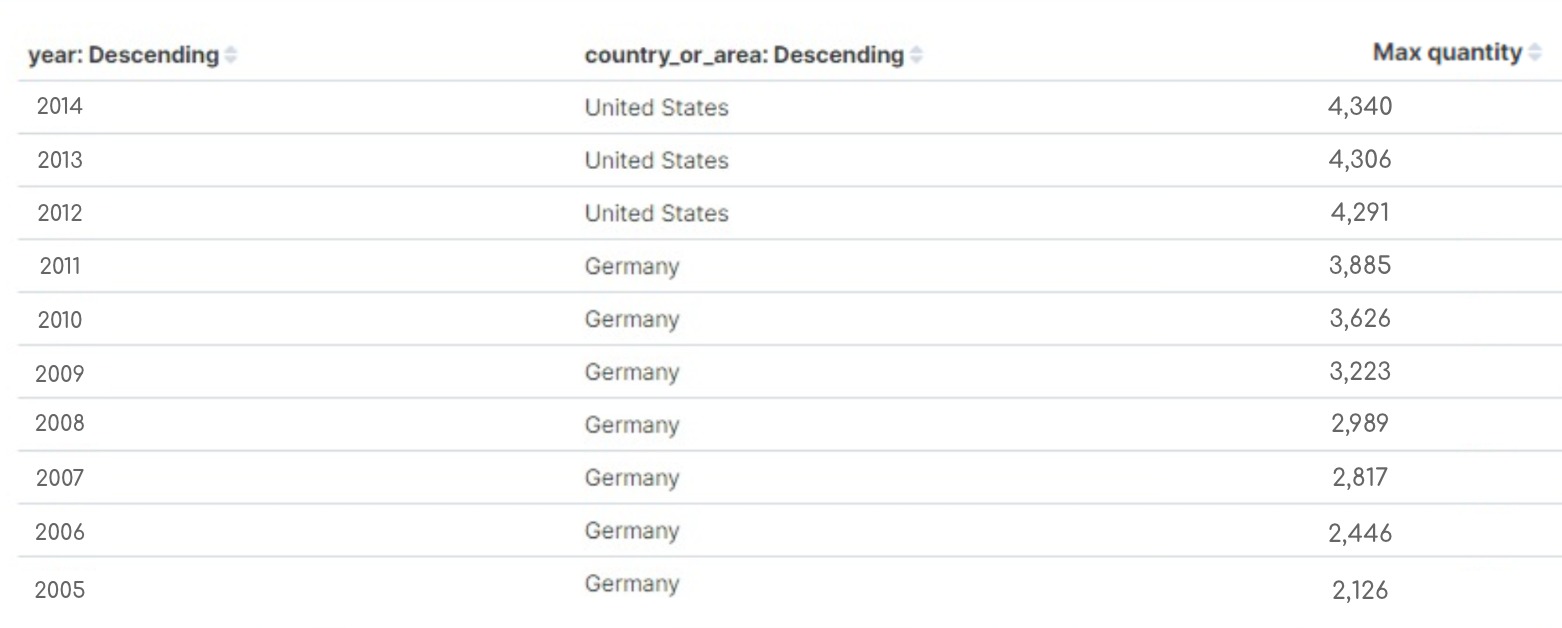 year: Descending country_or_area: Descending Max quantity
2014 United States 4,340
2013 United States 4,306
2012 United States 4,291
2011 Germany 3,885
2010 Germany 3,626
2009 Germany 3,223
2008 Germany 2,989
2007 Germany 2,817
2006 Germany 2,446
2005 Germany 2,126